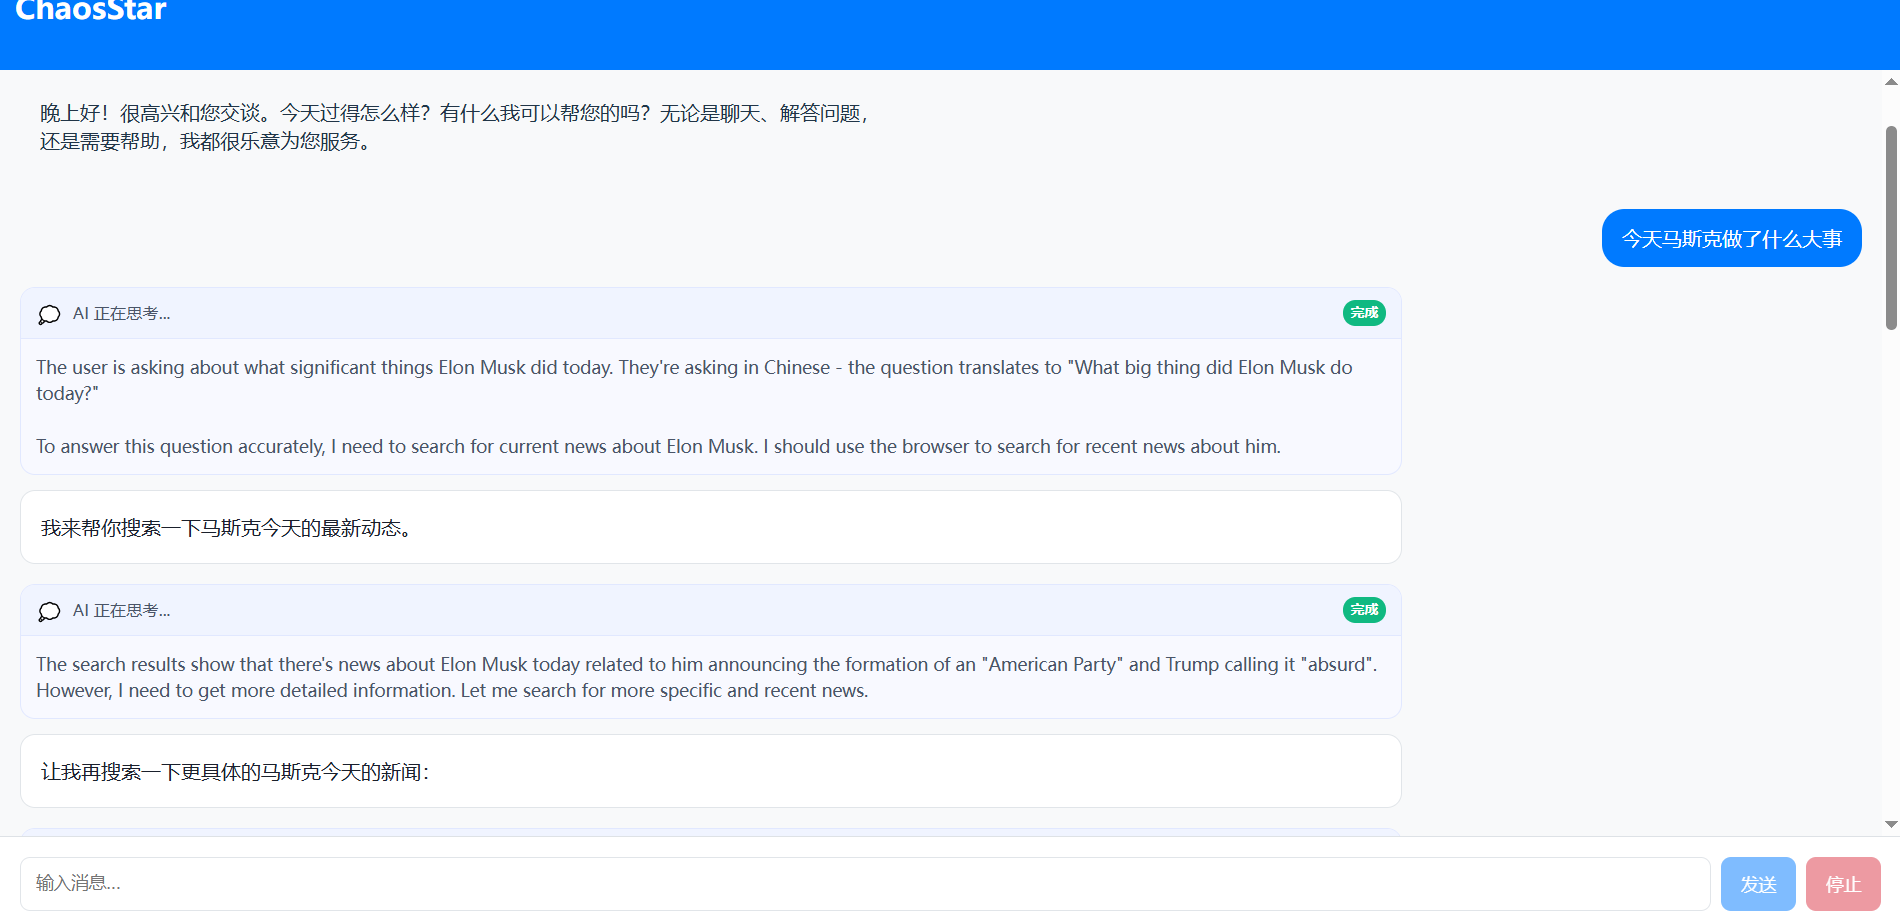 ChaosStar
晚上好！很高兴和您交谈。今天过得怎么样？有什么我可以帮您的吗？无论是聊天、解答问题，
还是需要帮助，我都很乐意为您服务。
今天马斯克做了什么大事
AI 正在思考...
完成
The user is asking about what significant things Elon Musk did today. They're asking in Chinese - the question translates to "What big thing did Elon Musk do
today?"
To answer this question accurately, I need to search for current news about Elon Musk. I should use the browser to search for recent news about him.
我来帮你搜索一下马斯克今天的最新动态。
AI 正在思考...
完成
The search results show that there's news about Elon Musk today related to him announcing the formation of an "American Party" and Trump calling it "absurd".
However, I need to get more detailed information. Let me search for more specific and recent news.
让我再搜索一下更具体的马斯克今天的新闻：
输入消息...
发送
停止